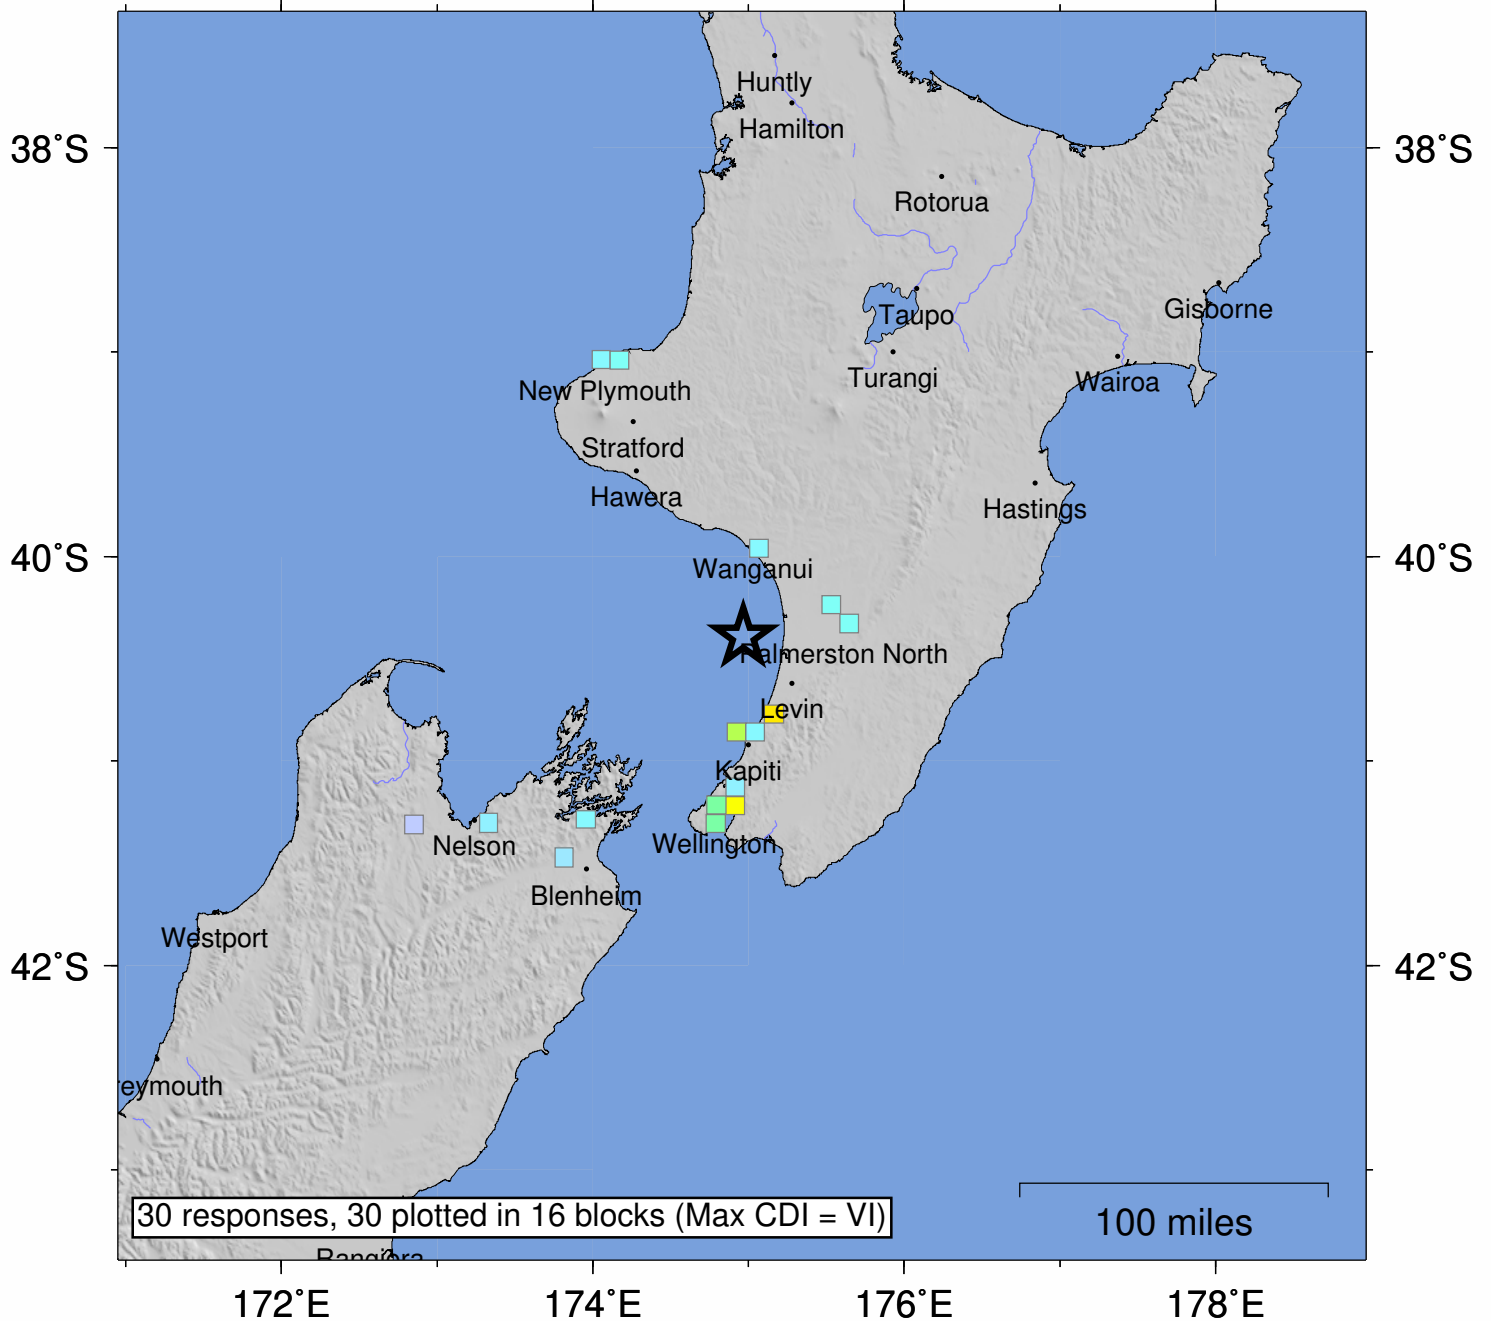 Huntly
Hamilton
38°S
38°S
Rotorua
Taupo
Gisborne
Turangi
Wairoa
New Plymouth
Stratford
Hawera
Hastings
40°S
40°S
Wanganui
Palmerston North
Levin
Kapiti
Nelson
Wellington
Blenheim
Westport
42°S
42°S
reymouth
30 responses, 30 plotted in 16 blocks (Max CDI = VI)
100 miles
Rangiora
172°E
174°E
176°E
178°E